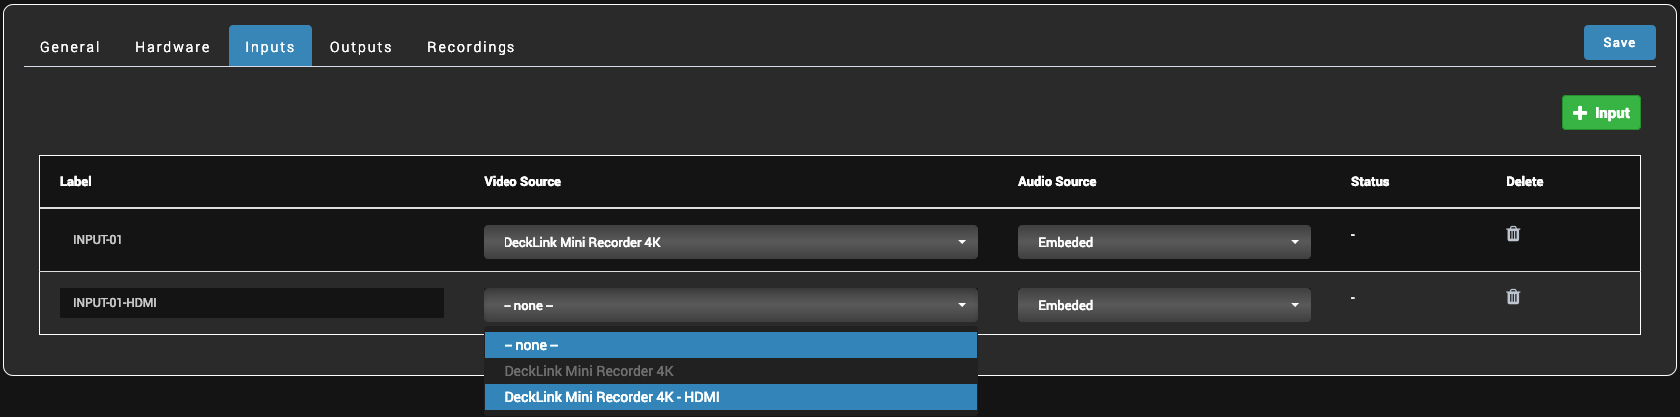 General Hardware Inputs Outputs Recordings Save
Input
Label Video Source Audio Source Status Delete
INPUT-01 DeckLink Mini Recorder 4K Embeded -
INPUT-01-HDMI -- none -- Embeded -
-- none --
DeckLink Mini Recorder 4K
DeckLink Mini Recorder 4K - HDMI